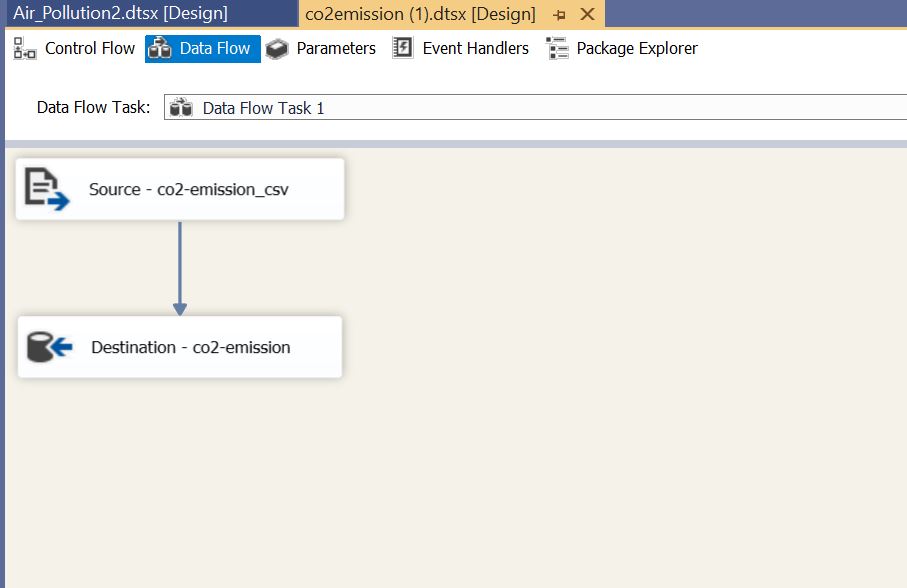 Air_Pollution2.dtsx [Design] co2emission (1).dtsx [Design]
Control Flow Data Flow Parameters Event Handlers Package Explorer
Data Flow Task: Data Flow Task 1
Source - co2-emission_csv
Destination - co2-emission